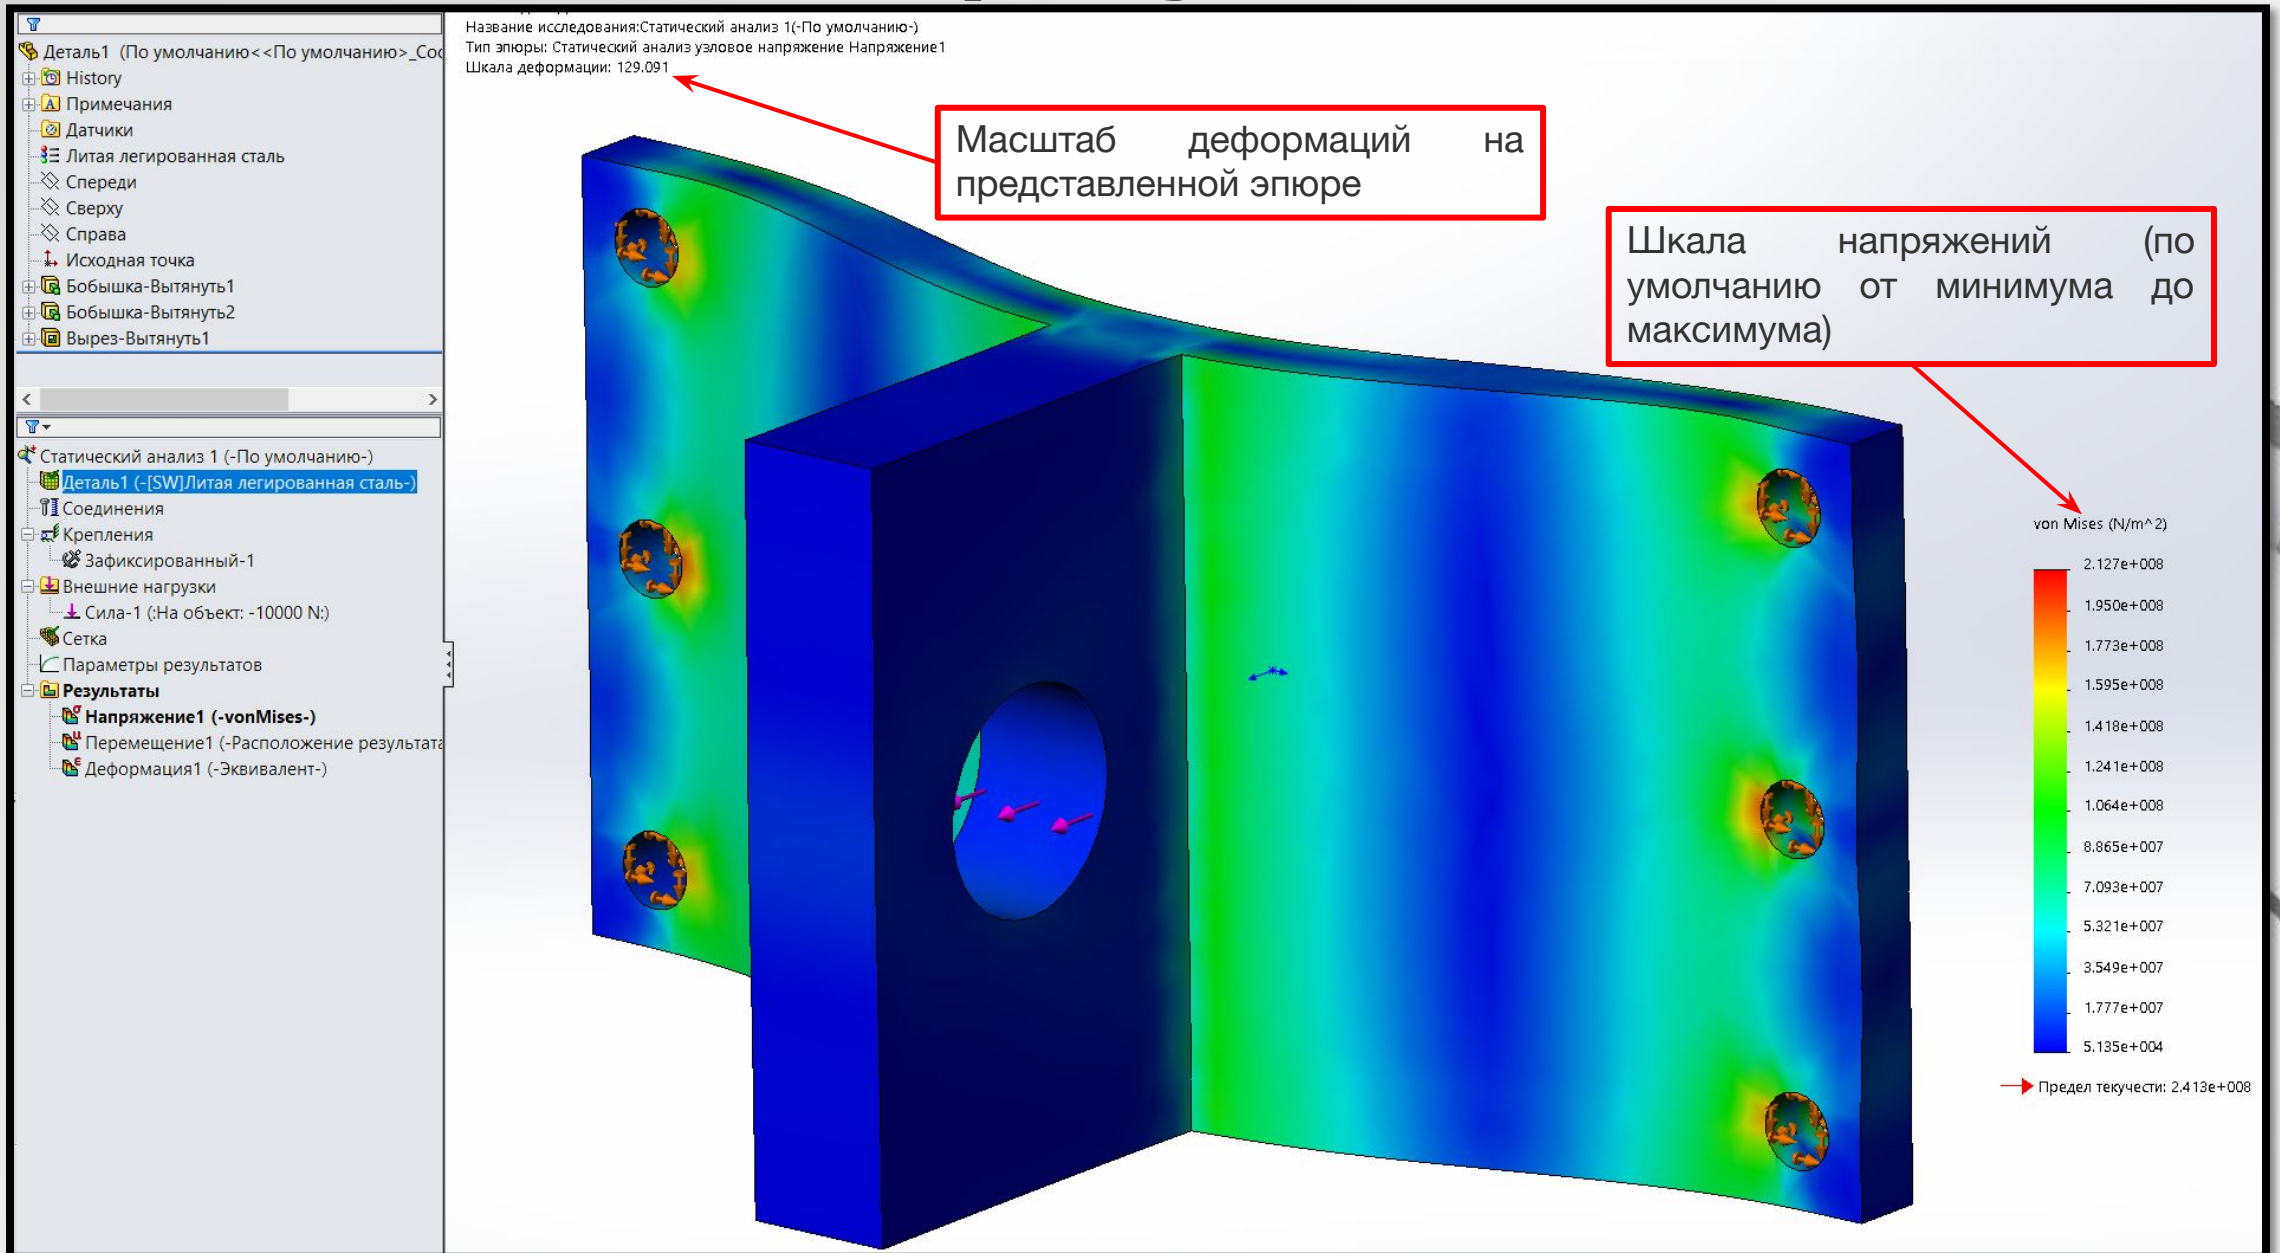 Название исследования:Статический анализ 1(-По умолчанию-)
Тип эпюры: Статический анализ узловое напряжение Напряжение1
Шкала деформации: 129.091
Деталь1 (По умолчанию<<По умолчанию>_Сос
History
Примечания
Датчики
Литая легированная сталь
Спереди
Сверху
Справа
Исходная точка
Бобышка-Вытянуть1
Бобышка-Вытянуть2
Вырез-Вытянуть1
Статический анализ 1 (-По умолчанию-)
Деталь1 (-[SW]Литая легированная сталь-)
Соединения
Крепления
Зафиксированный-1
Внешние нагрузки
Сила-1 (:На объект: -10000 N:)
Сетка
Параметры результатов
Результаты
Напряжение1 (-vonMises-)
Перемещение1 (-Расположение результата
Деформация1 (-Эквивалент-)
Масштаб деформаций на
представленной эпюре
Шкала напряжений (по
умолчанию от минимума до
максимума)
von Mises (N/m^2)
2.127e+008
1.950e+008
1.773e+008
1.595e+008
1.418e+008
1.241e+008
1.064e+008
8.865e+007
7.093e+007
5.321e+007
3.549e+007
1.777e+007
5.135e+004
Предел текучести: 2.413e+008